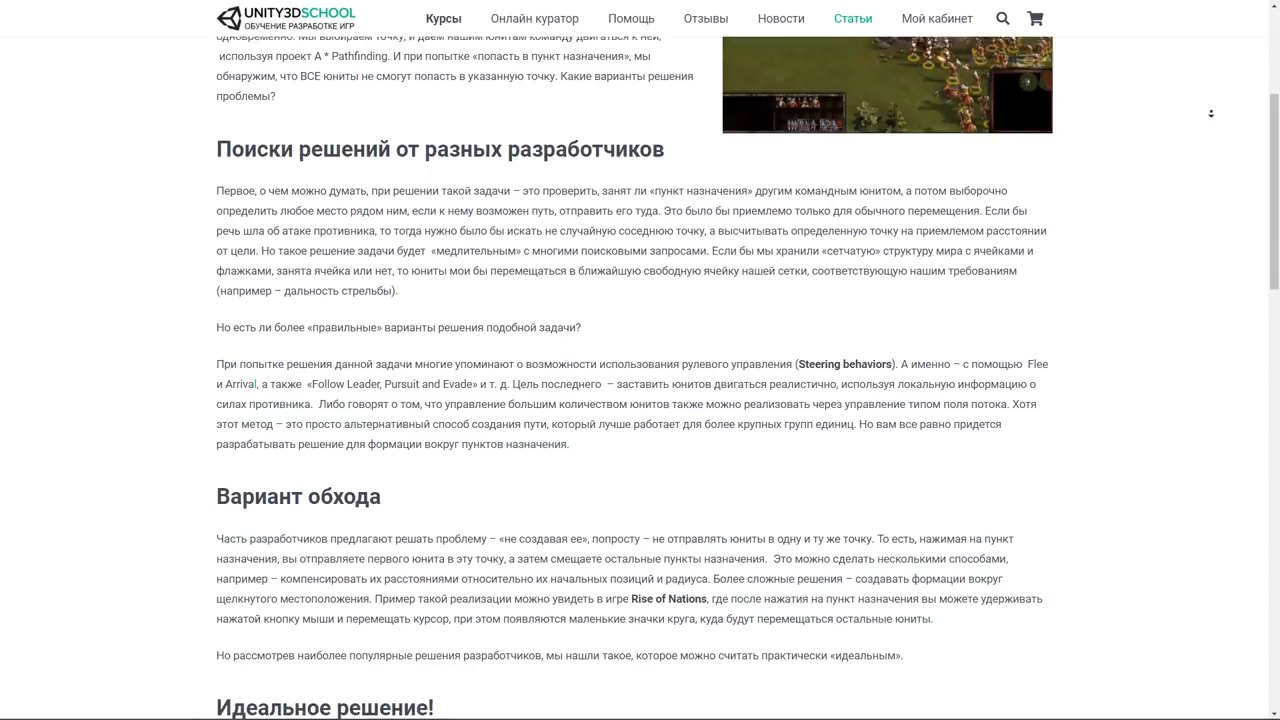 UNITY3DSCHOOL
ОБУЧЕНИЕ РАЗРАБОТКЕ ИГР
Курсы Онлайн куратор Помощь Отзывы Новости Статьи Мой кабинет
одновременно. Мы выбираем точку, и даем нашим юнитам команду двигаться к ней,
используя проект A * Pathfinding. И при попытке «попасть в пункт назначения», мы
обнаружим, что ВСЕ юниты не смогут попасть в указанную точку. Какие варианты решения
проблемы?
Поиски решений от разных разработчиков
Первое, о чем можно думать, при решении такой задачи – это проверить, занят ли «пункт назначения» другим командным юнитом, а потом выборочно
определить любое место рядом ним, если к нему возможен путь, отправить его туда. Это было бы приемлемо только для обычного перемещения. Если бы
речь шла об атаке противника, то тогда нужно было бы искать не случайную соседнюю точку, а высчитывать определенную точку на приемлемом расстоянии
от цели. Но такое решение задачи будет «медлительным» с многими поисковыми запросами. Если бы мы хранили «сетчатую» структуру мира с ячейками и
флажками, занята ячейка или нет, то юниты мои бы перемещаться в ближайшую свободную ячейку нашей сетки, соответствующую нашим требованиям
(например – дальность стрельбы).
Но есть ли более «правильные» варианты решения подобной задачи?
При попытке решения данной задачи многие упоминают о возможности использования рулевого управления (Steering behaviors). А именно – с помощью Flee
и Arrival, а также «Follow Leader, Pursuit and Evade» и т. д. Цель последнего – заставить юнитов двигаться реалистично, используя локальную информацию о
силах противника. Либо говорят о том, что управление большим количеством юнитов также можно реализовать через управление типом поля потока. Хотя
этот метод – это просто альтернативный способ создания пути, который лучше работает для более крупных групп единиц. Но вам все равно придется
разрабатывать решение для формации вокруг пунктов назначения.
Вариант обхода
Часть разработчиков предлагают решать проблему – «не создавая ее», попросту – не отправлять юниты в одну и ту же точку. То есть, нажимая на пункт
назначения, вы отправляете первого юнита в эту точку, а затем смещаете остальные пункты назначения. Это можно сделать несколькими способами,
например – компенсировать их расстояниями относительно их начальных позиций и радиуса. Более сложные решения – создавать формации вокруг
щелкнутого местоположения. Пример такой реализации можно увидеть в игре Rise of Nations, где после нажатия на пункт назначения вы можете удерживать
нажатой кнопку мыши и перемещать курсор, при этом появляются маленькие значки круга, куда будут перемещаться остальные юниты.
Но рассмотрев наиболее популярные решения разработчиков, мы нашли такое, которое можно считать практически «идеальным».
Идеальное решение!